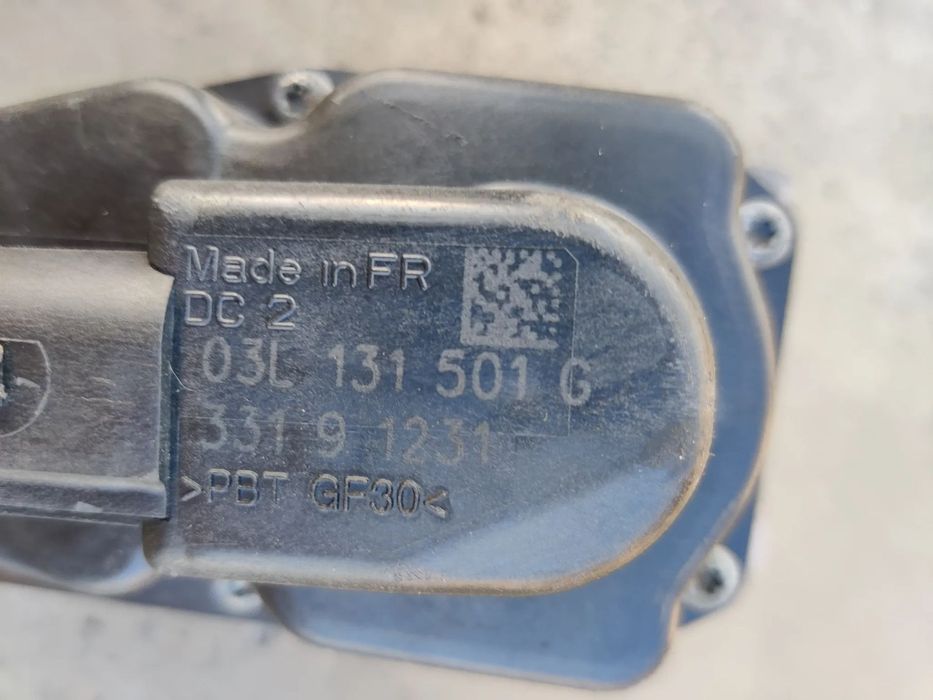 Made in FR
DC 2
03L 131 501 G
331 9 1231
>PBT GF30<